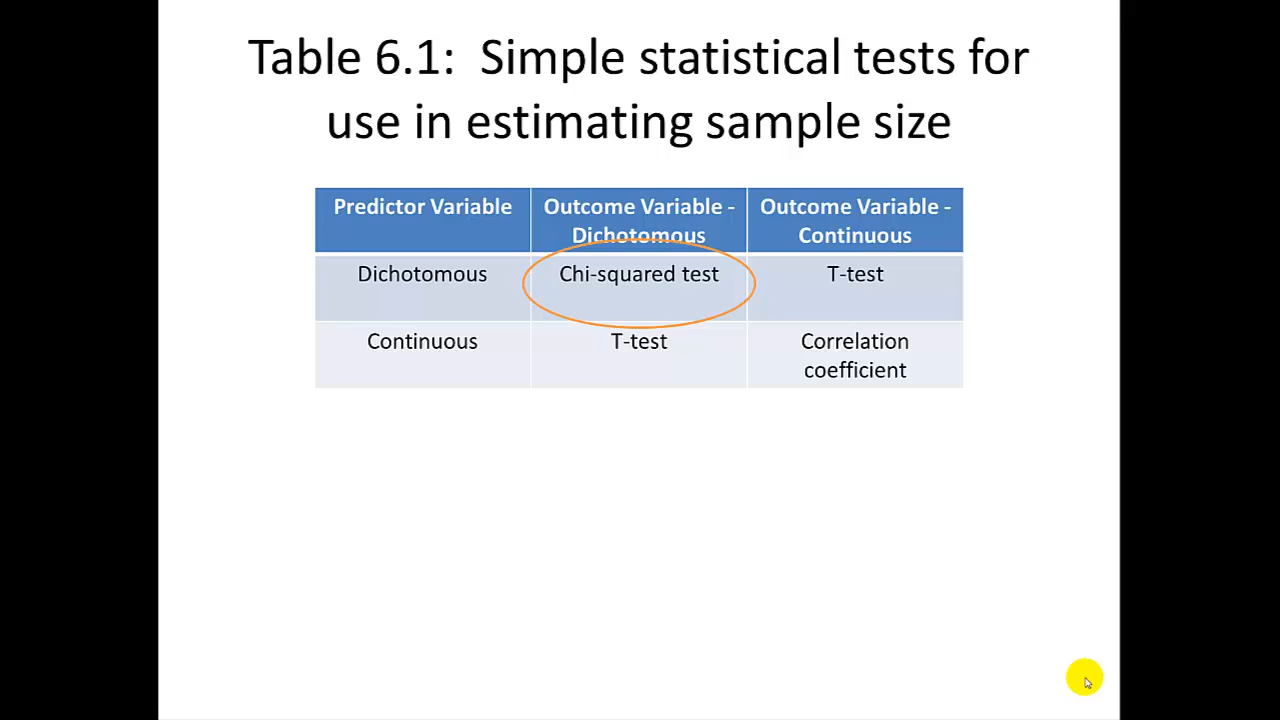 Table 6.1: Simple statistical tests for
use in estimating sample size
Predictor Variable
Outcome Variable -
Dichotomous
Outcome Variable -
Continuous
Dichotomous
Chi-squared test
T-test
Continuous
T-test
Correlation
coefficient